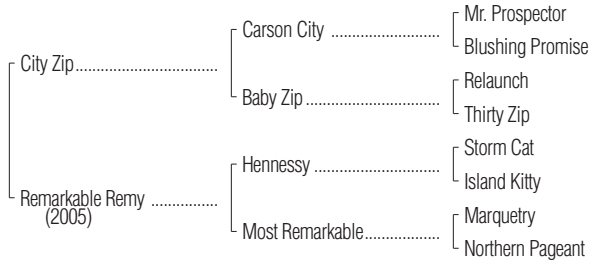 Mr. Prospector
Carson City ....................
Blushing Promise
City Zip..........................
Relaunch
Baby Zip ........................
Thirty Zip
Storm Cat
Hennessy ......................
Island Kitty
Remarkable Remy ............
(2005)
Marquetry
Most Remarkable..............
Northern Pageant